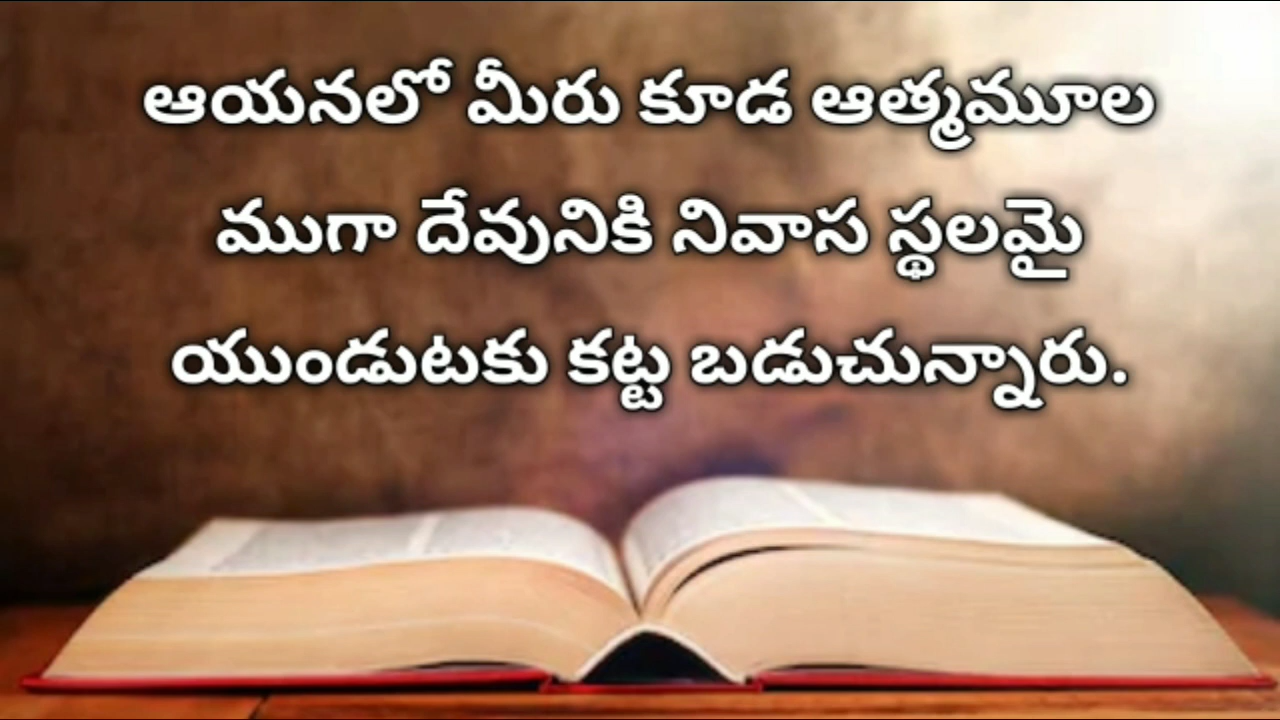 ఆయనలో మీరు కూడ ఆత్మమూల
ముగా దేవునికి నివాస స్థలమై
యుండుటకు కట్ట బడుచున్నారు.